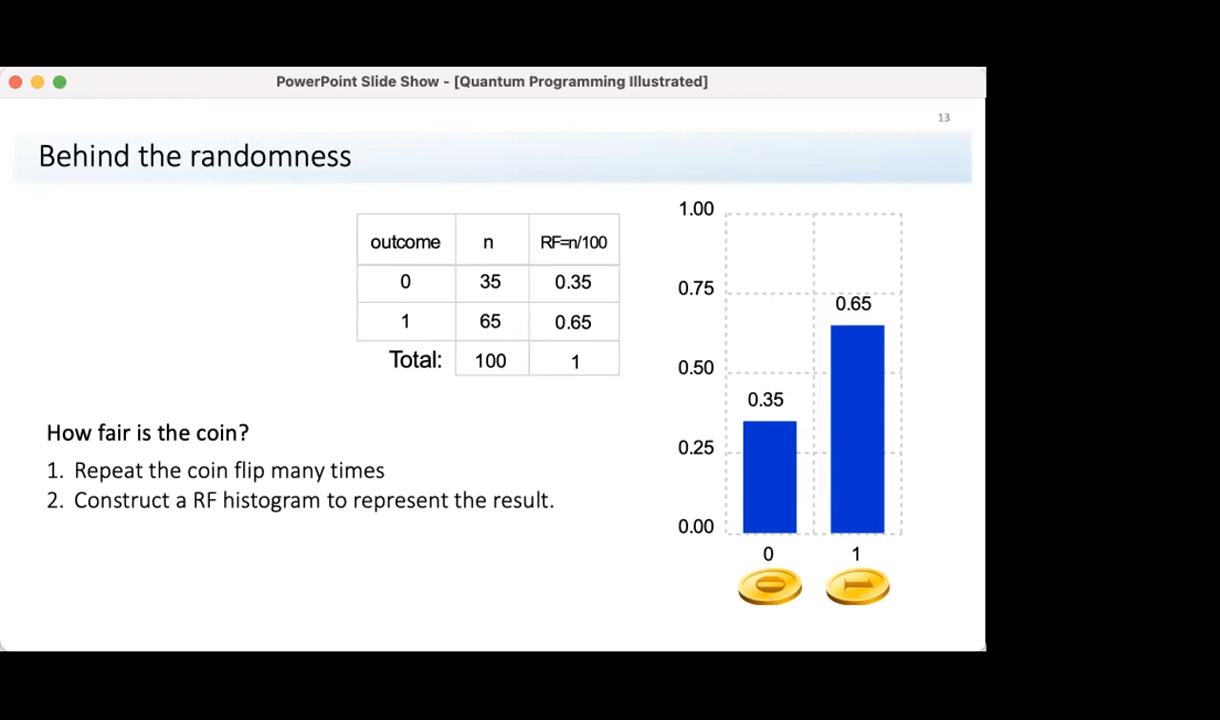 PowerPoint Slide Show - [Quantum Programming Illustrated]
13
Behind the randomness
outcome n RF=n/100
0 35 0.35
1 65 0.65
Total: 100 1
How fair is the coin?
1. Repeat the coin flip many times
2. Construct a RF histogram to represent the result.
1.00
0.75
0.65
0.50
0.35
0.25
0.00
0 1
0 1